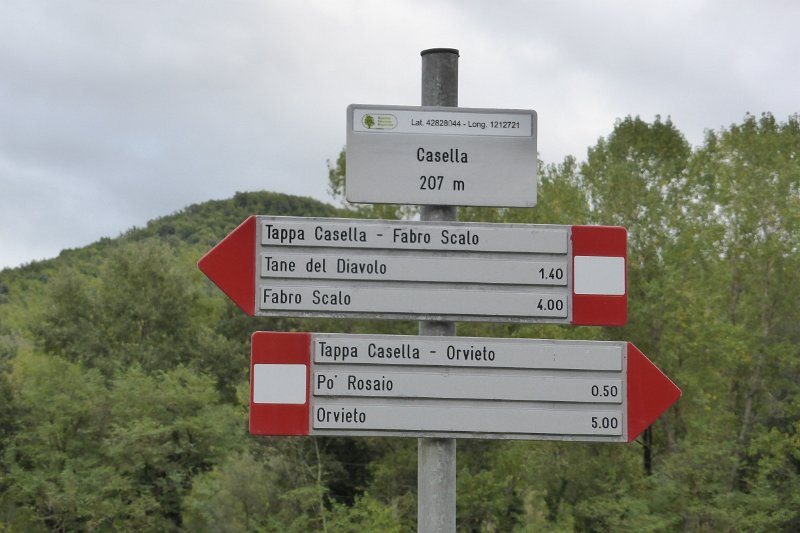 Lat. 42828044 - Long. 1212721
Casella
207 m
Tappa Casella - Fabro Scalo
Tane del Diavolo 1.40
Fabro Scalo 4.00
Tappa Casella - Orvieto
Po' Rosaio 0.50
Orvieto 5.00